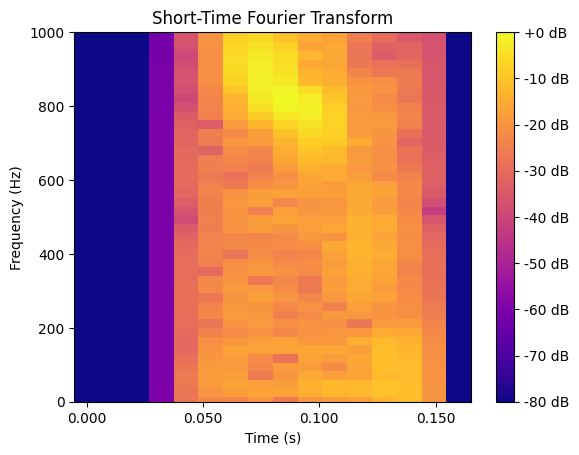 Short-Time Fourier Transform
1000
800
600
400
200
0
Frequency (Hz)
0.000
0.050
0.100
0.150
Time (s)
+0 dB
-10 dB
-20 dB
-30 dB
-40 dB
-50 dB
-60 dB
-70 dB
-80 dB